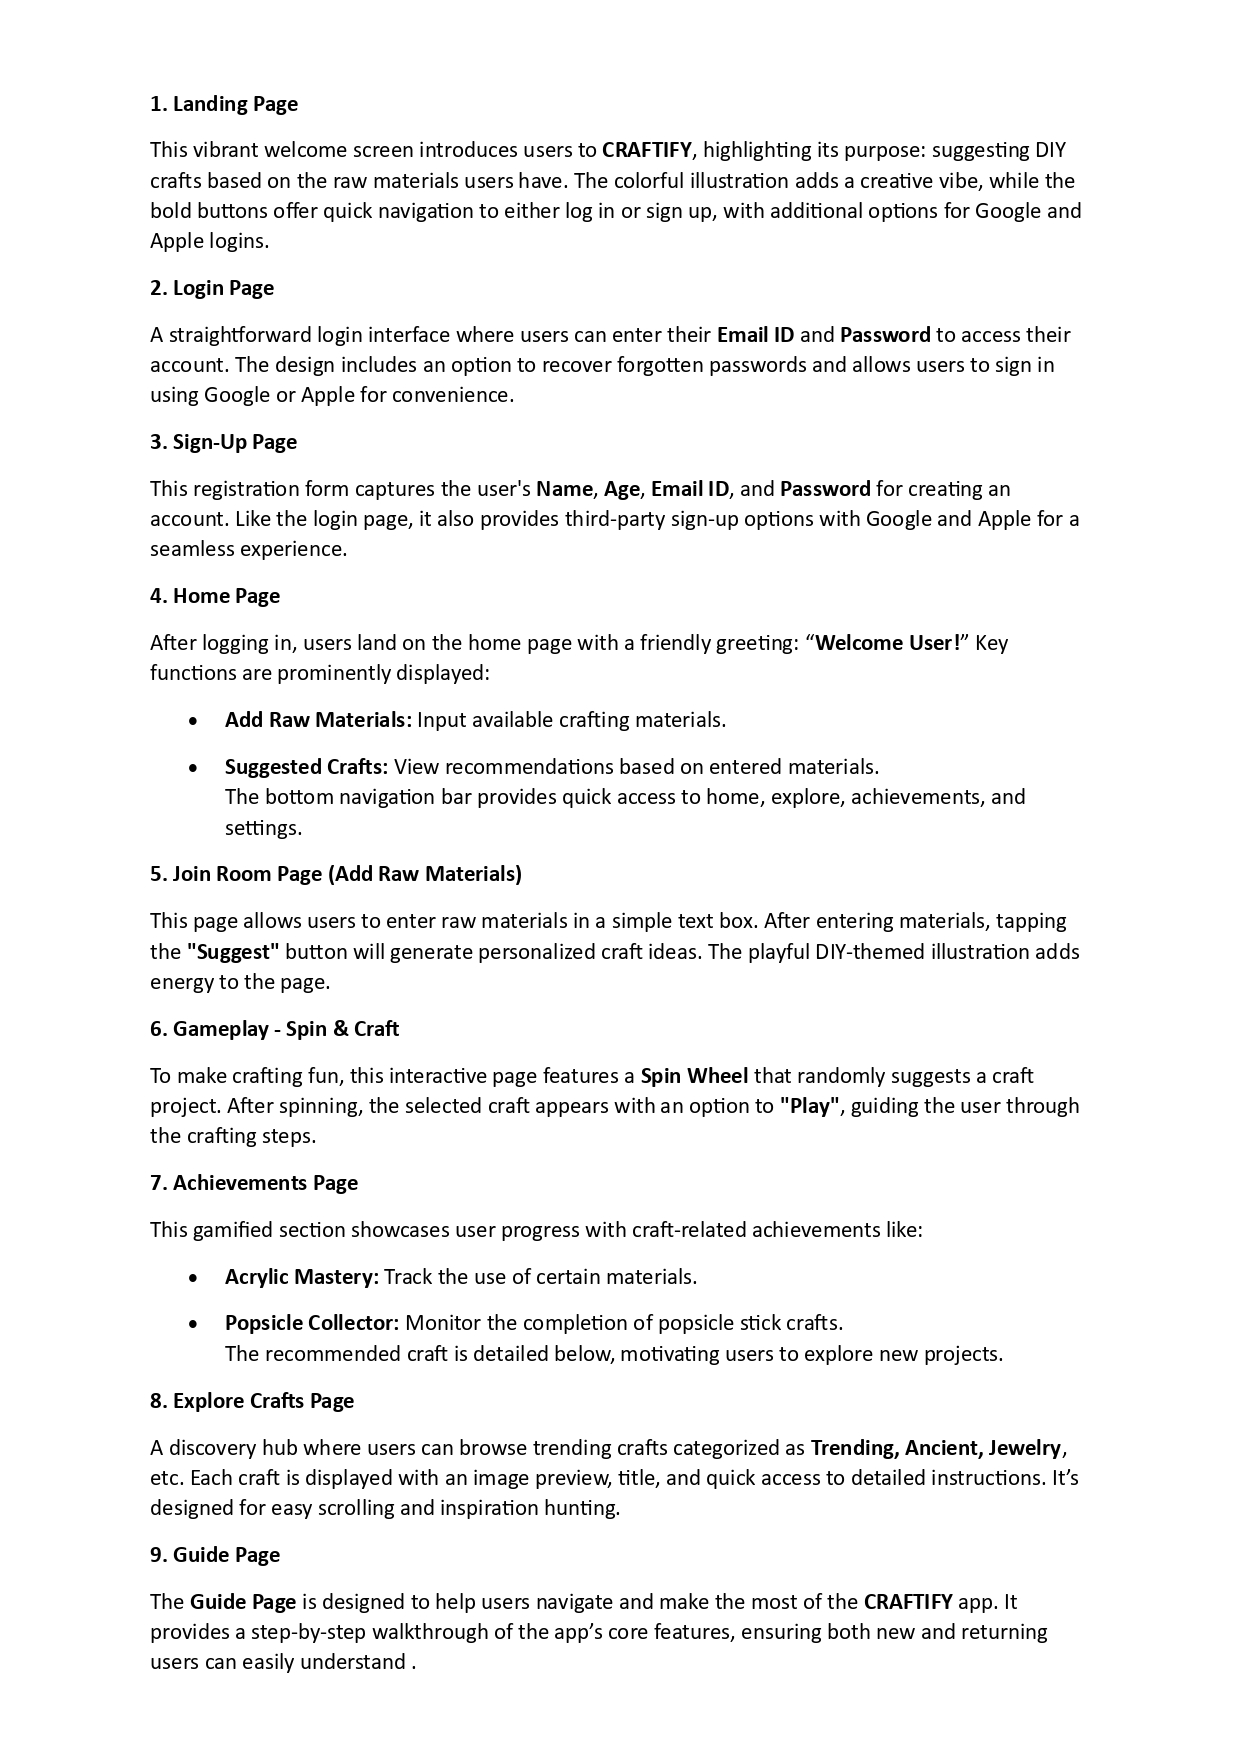 1. Landing Page
This vibrant welcome screen introduces users to CRAFTIFY, highlighting its purpose: suggesting DIY
crafts based on the raw materials users have. The colorful illustration adds a creative vibe, while the
bold buttons offer quick navigation to either log in or sign up, with additional options for Google and
Apple logins.
2. Login Page
A straightforward login interface where users can enter their Email ID and Password to access their
account. The design includes an option to recover forgotten passwords and allows users to sign in
using Google or Apple for convenience.
3. Sign-Up Page
This registration form captures the user's Name, Age, Email ID, and Password for creating an
account. Like the login page, it also provides third-party sign-up options with Google and Apple for a
seamless experience.
4. Home Page
After logging in, users land on the home page with a friendly greeting: “Welcome User!” Key
functions are prominently displayed:
• Add Raw Materials: Input available crafting materials.
• Suggested Crafts: View recommendations based on entered materials.
The bottom navigation bar provides quick access to home, explore, achievements, and
settings.
5. Join Room Page (Add Raw Materials)
This page allows users to enter raw materials in a simple text box. After entering materials, tapping
the "Suggest" button will generate personalized craft ideas. The playful DIY-themed illustration adds
energy to the page.
6. Gameplay - Spin & Craft
To make crafting fun, this interactive page features a Spin Wheel that randomly suggests a craft
project. After spinning, the selected craft appears with an option to "Play", guiding the user through
the crafting steps.
7. Achievements Page
This gamified section showcases user progress with craft-related achievements like:
• Acrylic Mastery: Track the use of certain materials.
• Popsicle Collector: Monitor the completion of popsicle stick crafts.
The recommended craft is detailed below, motivating users to explore new projects.
8. Explore Crafts Page
A discovery hub where users can browse trending crafts categorized as Trending, Ancient, Jewelry,
etc. Each craft is displayed with an image preview, title, and quick access to detailed instructions. It’s
designed for easy scrolling and inspiration hunting.
9. Guide Page
The Guide Page is designed to help users navigate and make the most of the CRAFTIFY app. It
provides a step-by-step walkthrough of the app’s core features, ensuring both new and returning
users can easily understand .